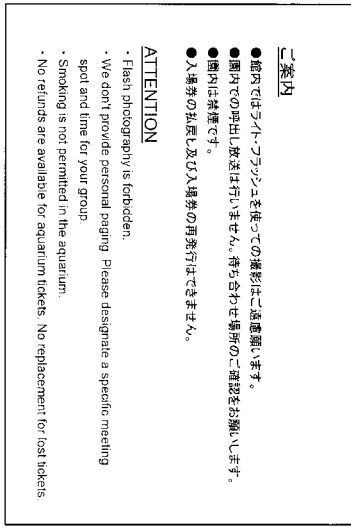 ご案内
●館内ではライト・フラッシュを使っての撮影はご遠慮願います。
●園内での呼出し放送は行いません。待ち合わせ場所のご確認をお願いします。
●園内は禁煙です。
●入場券の払戻し及び入場券の再発行はできません。
ATTENTION
・Flash photography is forbidden.
・We don't provide personal paging. Please designate a specific meeting
spot and time for your group.
・Smoking is not permitted in the aquarium.
・No refunds are available for aquarium tickets. No replacement for lost tickets.